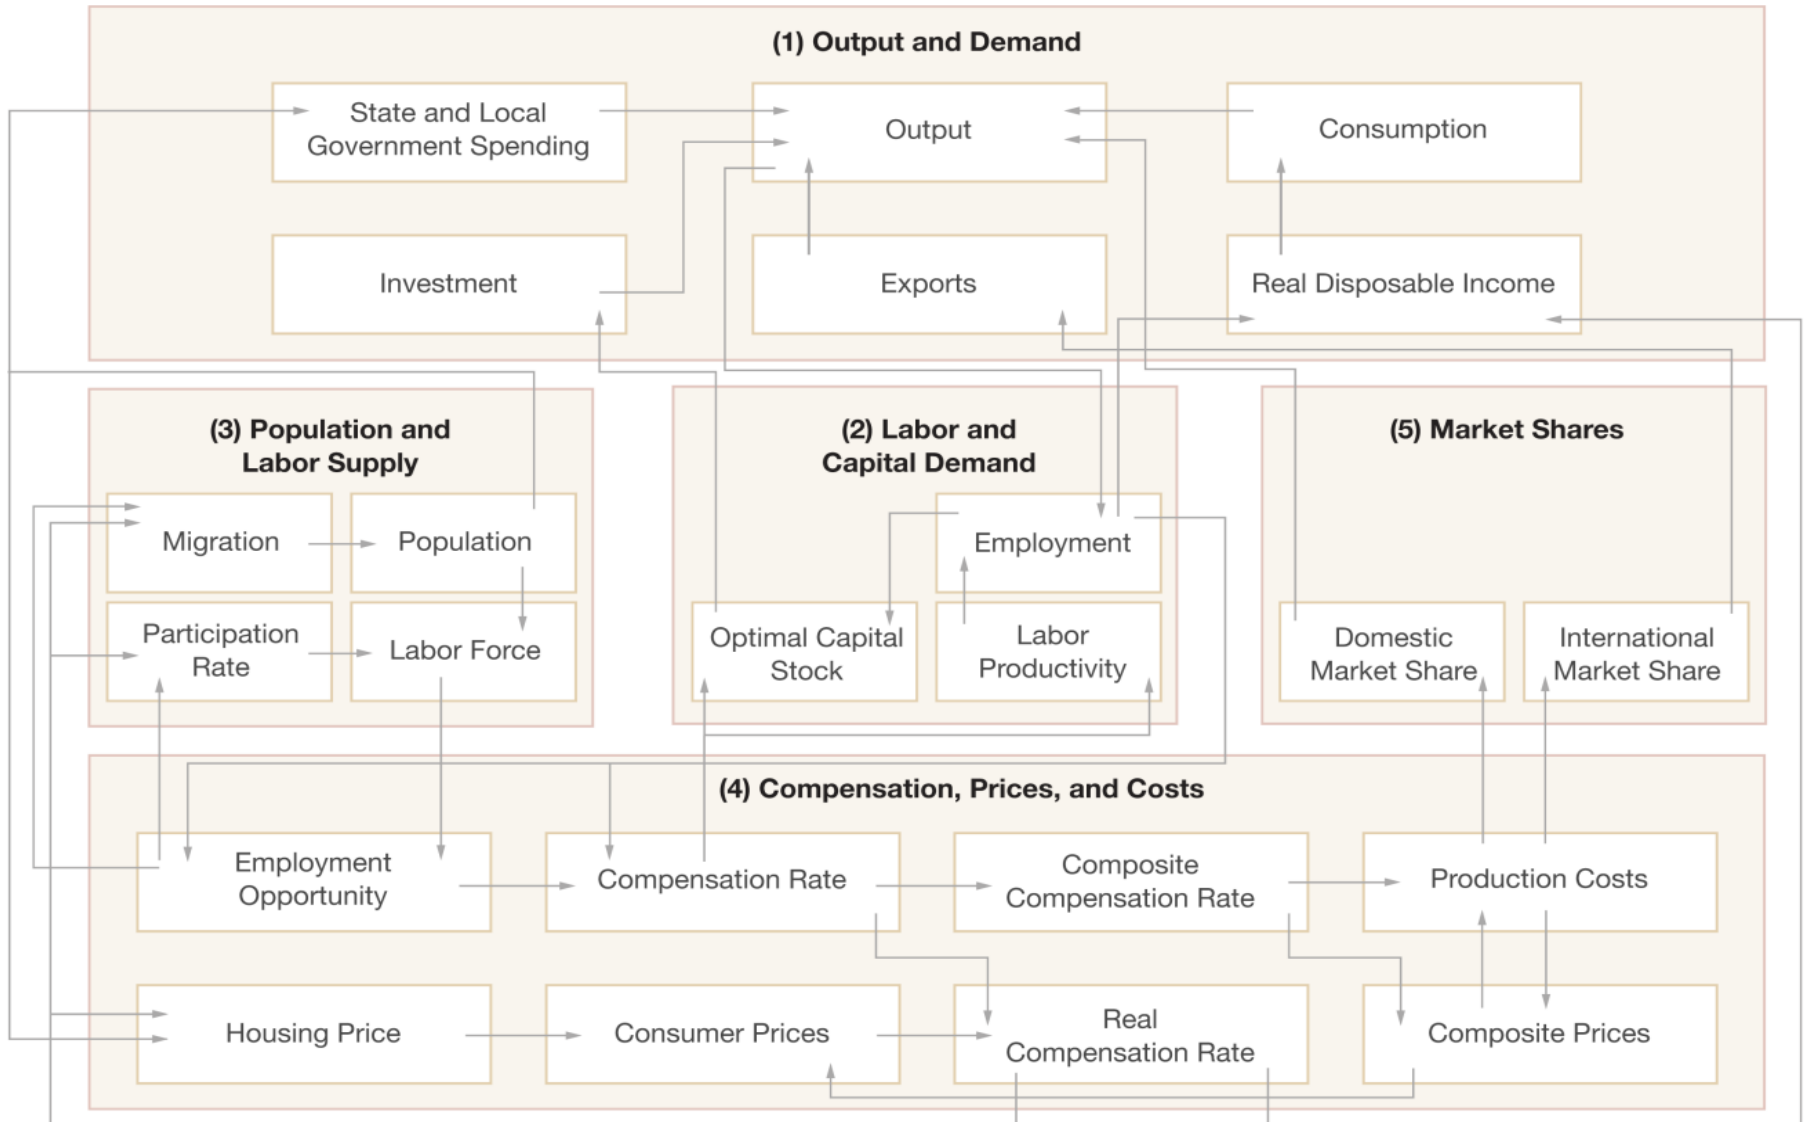 (1) Output and Demand
State and Local
Government Spending
Output
Consumption
Investment
Exports
Real Disposable Income
(3) Population and
Labor Supply
Migration
Population
Participation
Rate
Labor Force
(2) Labor and
Capital Demand
Employment
Optimal Capital
Stock
Labor
Productivity
(5) Market Shares
Domestic
Market Share
International
Market Share
(4) Compensation, Prices, and Costs
Employment
Opportunity
Compensation Rate
Composite
Compensation Rate
Production Costs
Housing Price
Consumer Prices
Real
Compensation Rate
Composite Prices